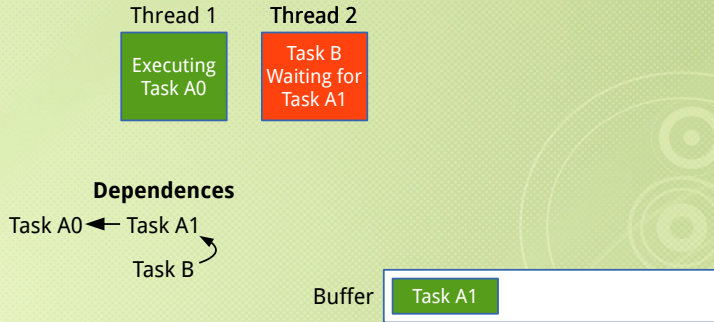 Thread 1
Thread 2
Executing
Task A0
Task B
Waiting for
Task A1
Dependences
Task A0
Task A1
Task B
Buffer
Task A1